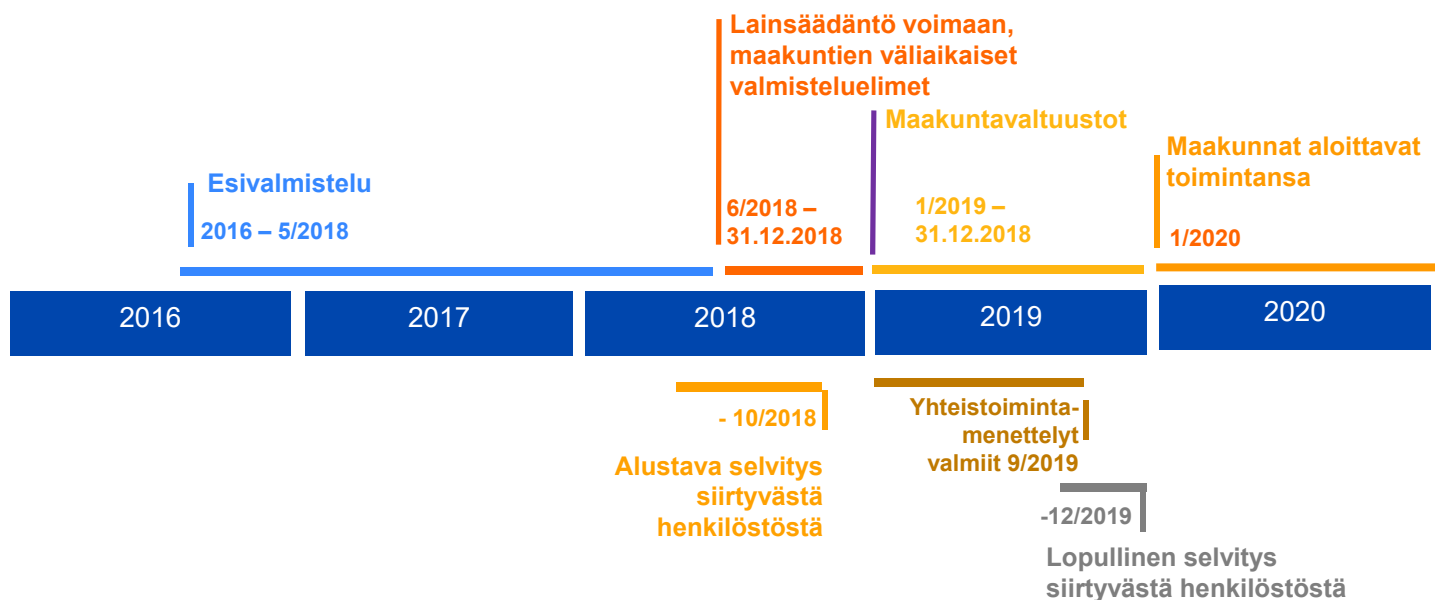 Lainsäädäntö voimaan,
maakuntien väliaikaiset
valmisteluelimet
Maakuntavaltuustot
Maakunnat aloittavat
toimintansa
Esivalmistelu
2016 – 5/2018
6/2018 –
31.12.2018
1/2019 –
31.12.2018
1/2020
2016
2017
2018
2019
2020
- 10/2018
Alustava selvitys
siirtyvästä
henkilöstöstä
Yhteistoiminta-
menettelyt
valmiit 9/2019
-12/2019
Lopullinen selvitys
siirtyvästä henkilöstöstä